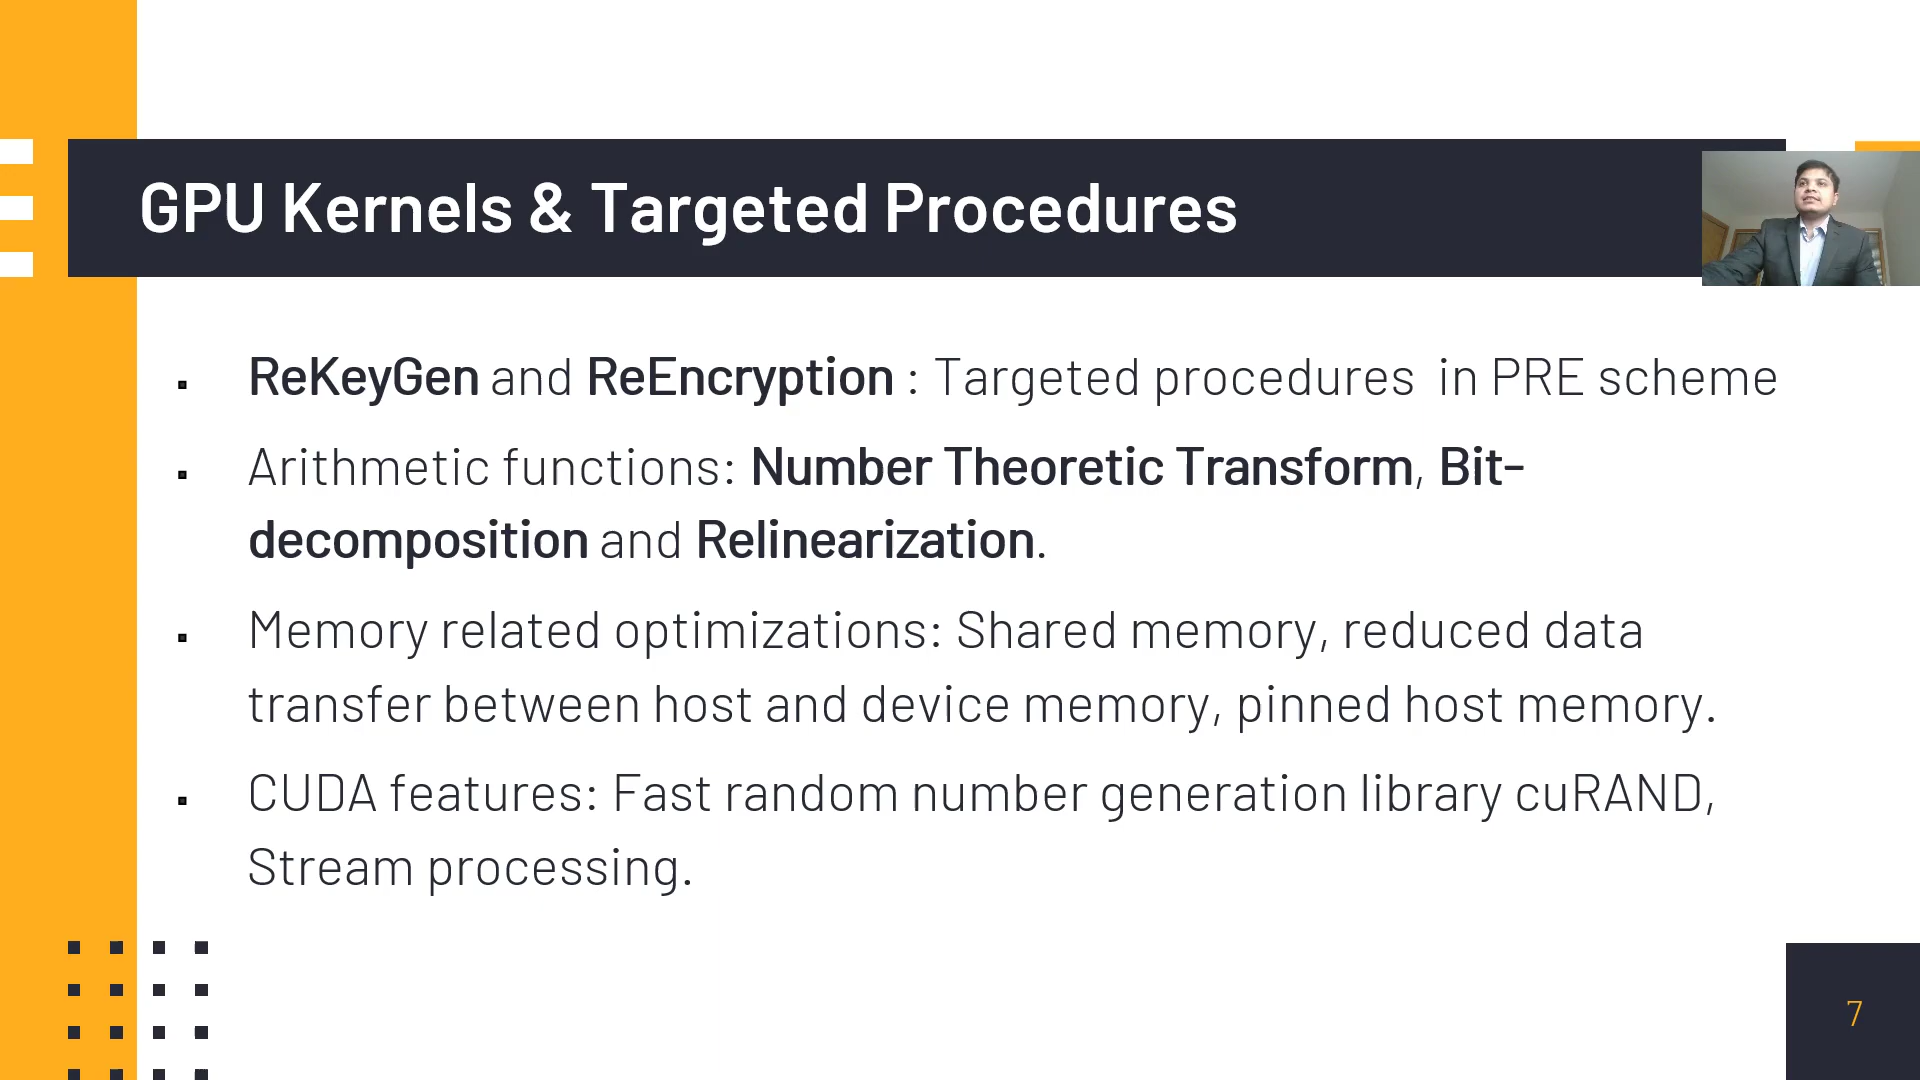 GPU Kernels & Targeted Procedures
▪ ReKeyGen and ReEncryption : Targeted procedures  in PRE scheme
▪ Arithmetic functions: Number Theoretic Transform, Bit-
decomposition and Relinearization.
▪ Memory related optimizations: Shared memory, reduced data
transfer between host and device memory, pinned host memory.
▪ CUDA features: Fast random number generation library cuRAND,
Stream processing.
7